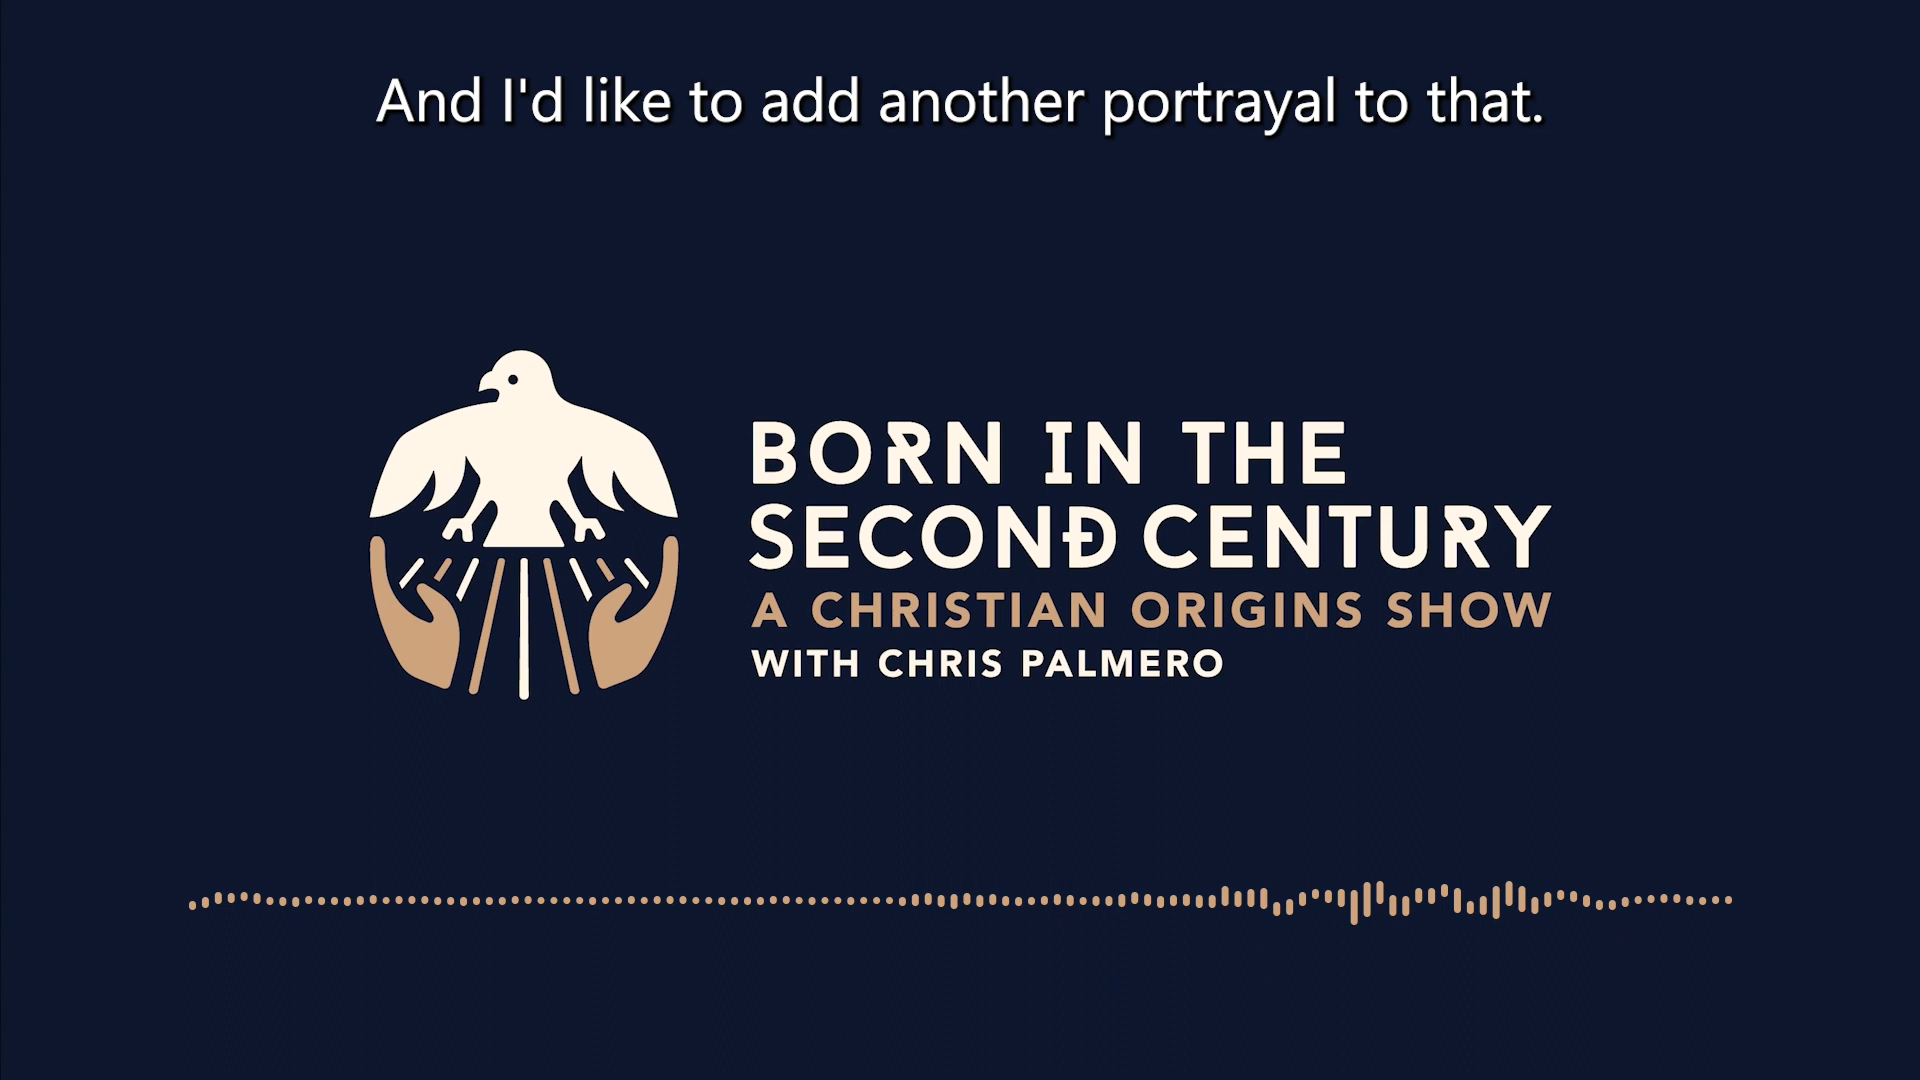 And I'd like to add another portrayal to that.
BORN IN THE
SECOND CENTURY
A CHRISTIAN ORIGINS SHOW
WITH CHRIS PALMERO